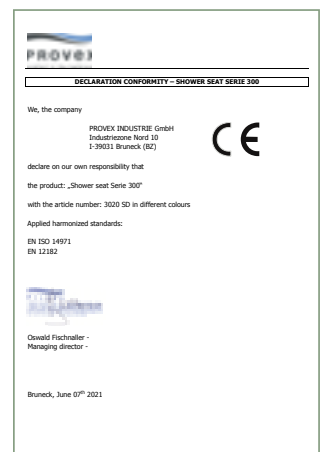 PROVEX
DECLARATION CONFORMITY – SHOWER SEAT SERIE 300
We, the company
PROVEX INDUSTRIE GmbH
Industriezone Nord 10
I-39031 Bruneck (BZ)
CE
declare on our own responsibility that
the product: „Shower seat Serie 300“
with the article number: 3020 SD in different colours
Applied harmonized standards:
EN ISO 14971
EN 12182
Oswald Fischnaller -
Managing director -
Bruneck, June 07th 2021